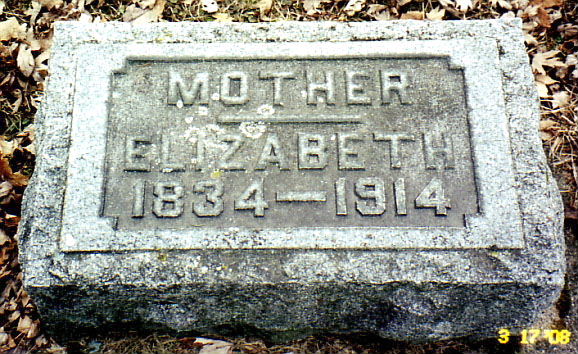 MOTHER
ELIZABETH
1834—1914
3 17 '08